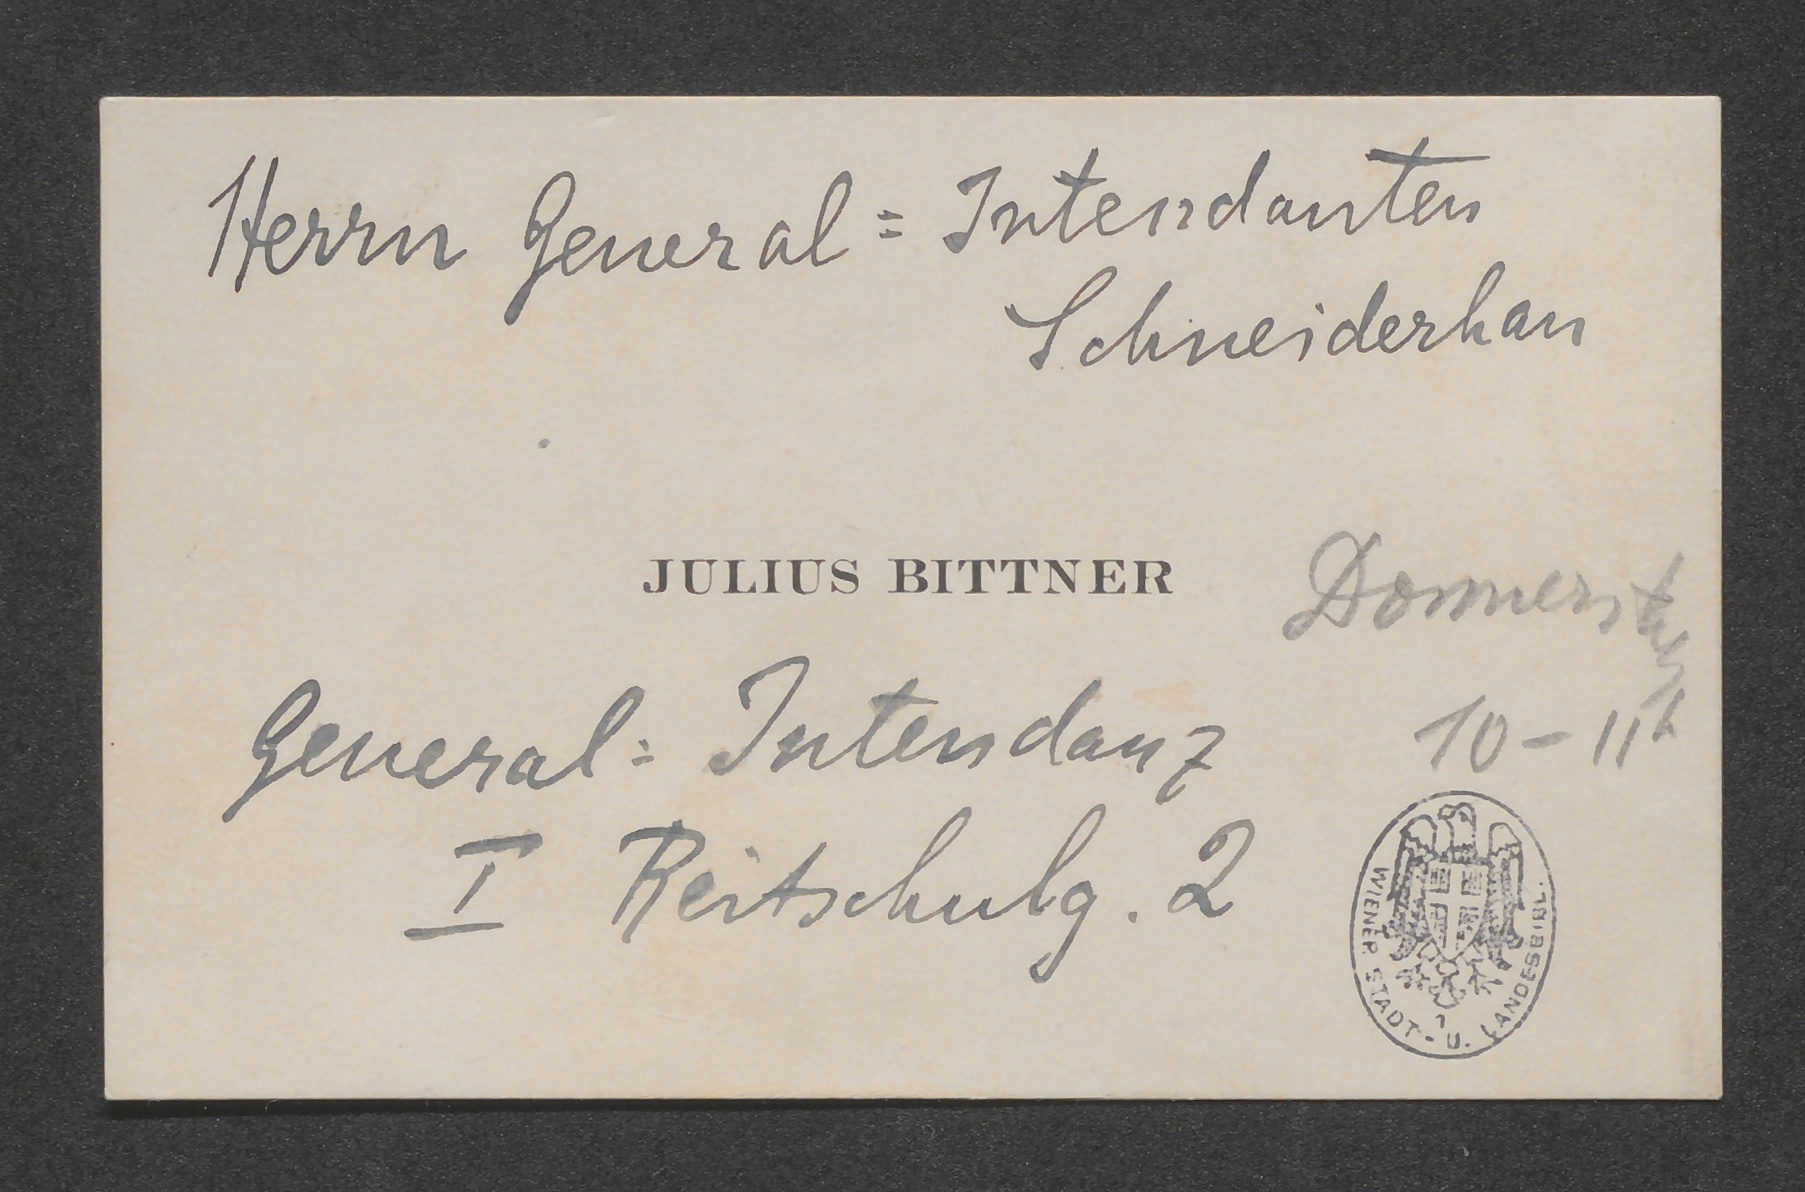 Herrn General= Intendanten
Schneiderhan
JULIUS BITTNER
Donnerstag
10-11h
General= Intendanz
I Reitschulg. 2
WIENER STADT- U. LANDESBIBL.